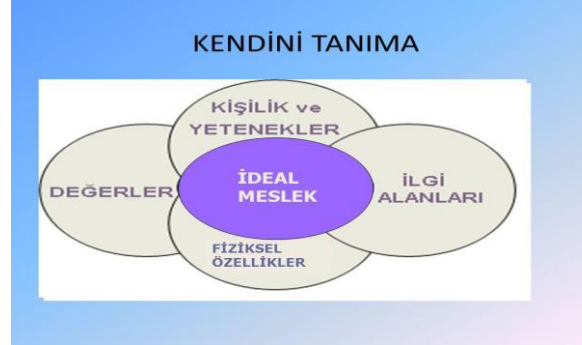 KENDİNİ TANIMA
KİŞİLİK ve
YETENEKLER
DEĞERLER
İDEAL
MESLEK
İLGİ
ALANLARI
FİZİKSEL
ÖZELLİKLER